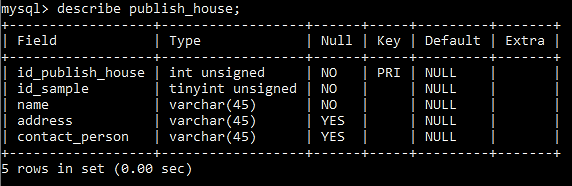 mysql> describe publish_house;
+------------------+------------------+------+-----+---------+-------+
| Field            | Type             | Null | Key | Default | Extra |
+------------------+------------------+------+-----+---------+-------+
| id_publish_house | int unsigned     | NO   | PRI | NULL    |       |
| id_sample        | tinyint unsigned | NO   |     | NULL    |       |
| name             | varchar(45)      | NO   |     | NULL    |       |
| address          | varchar(45)      | YES  |     | NULL    |       |
| contact_person   | varchar(45)      | YES  |     | NULL    |       |
+------------------+------------------+------+-----+---------+-------+
5 rows in set (0.00 sec)